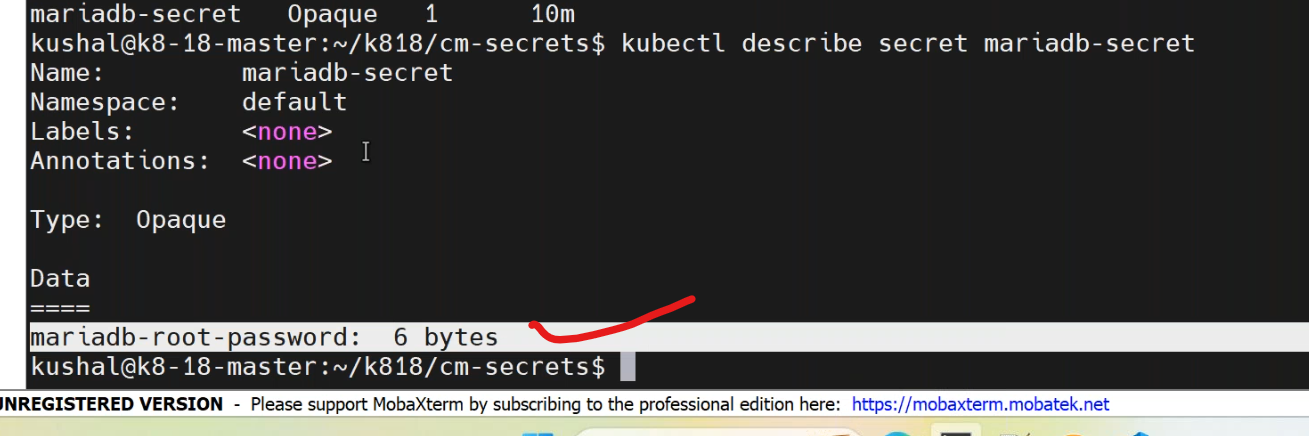 mariadb-secret   Opaque   1      10m
kushal@k8-18-master:~/k818/cm-secrets$ kubectl describe secret mariadb-secret
Name:         mariadb-secret
Namespace:    default
Labels:       <none>
Annotations:  <none>
Type:  Opaque
Data
====
mariadb-root-password:  6 bytes
kushal@k8-18-master:~/k818/cm-secrets$
UNREGISTERED VERSION - Please support MobaXterm by subscribing to the professional edition here: https://mobaxterm.mobatek.net